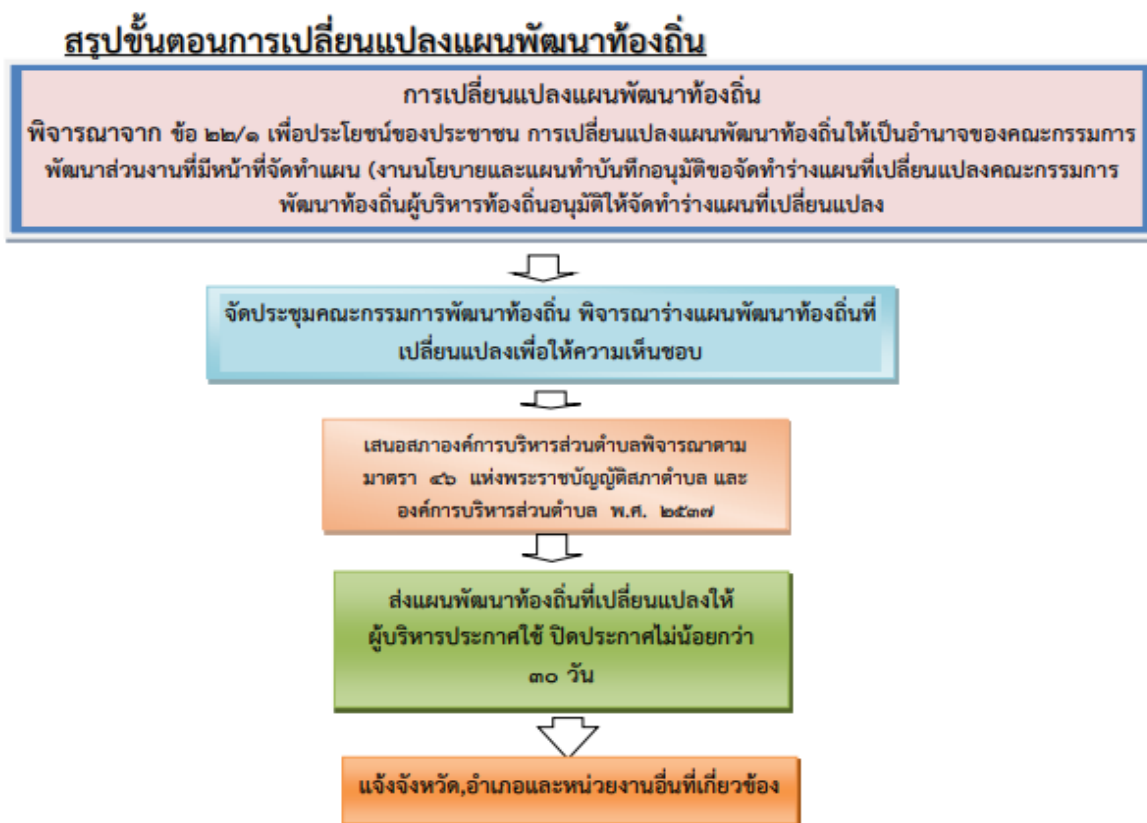 สรุปขั้นตอนการเปลี่ยนแปลงแผนพัฒนาท้องถิ่น
การเปลี่ยนแปลงแผนพัฒนาท้องถิ่น
พิจารณาจาก ข้อ ๒๒/๑ เพื่อประโยชน์ของประชาชน การเปลี่ยนแปลงแผนพัฒนาท้องถิ่นให้เป็นอำนาจของคณะกรรมการ
พัฒนาส่วนงานที่มีหน้าที่จัดทำแผน (งานนโยบายและแผนทำบันทึกอนุมัติขอจัดทำร่างแผนที่เปลี่ยนแปลงคณะกรรมการ
พัฒนาท้องถิ่นผู้บริหารท้องถิ่นอนุมัติให้จัดทำร่างแผนที่เปลี่ยนแปลง
จัดประชุมคณะกรรมการพัฒนาท้องถิ่น พิจารณาร่างแผนพัฒนาท้องถิ่นที่
เปลี่ยนแปลงเพื่อให้ความเห็นชอบ
เสนอสภาองค์การบริหารส่วนตำบลพิจารณาตาม
มาตรา ๔๖ แห่งพระราชบัญญัติสภาตำบล และ
องค์การบริหารส่วนตำบล พ.ศ. ๒๕๓๗
ส่งแผนพัฒนาท้องถิ่นที่เปลี่ยนแปลงให้
ผู้บริหารประกาศใช้ ปิดประกาศไม่น้อยกว่า
๓๐ วัน
แจ้งจังหวัด,อำเภอและหน่วยงานอื่นที่เกี่ยวข้อง